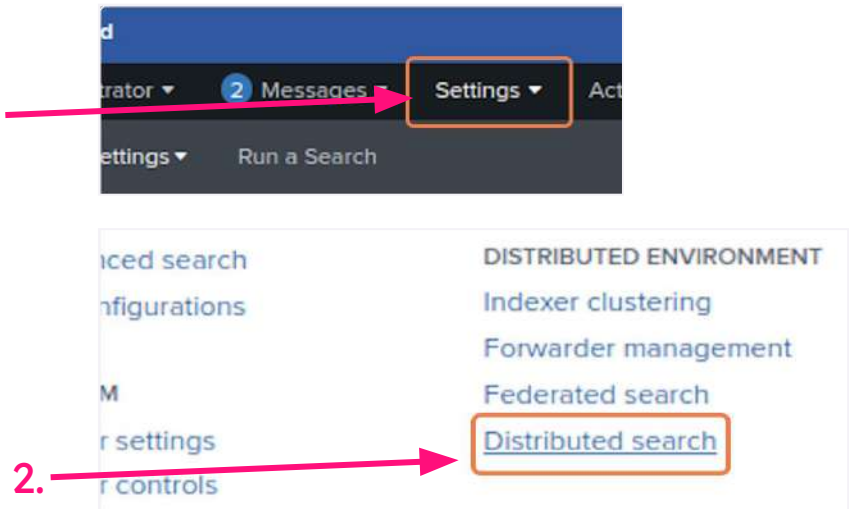 d
trator ▾ 2 Messages ▾ Settings ▾ Act
ettings ▾ Run a Search
nced search
nfigurations
M
r settings
r controls
DISTRIBUTED ENVIRONMENT
Indexer clustering
Forwarder management
Federated search
Distributed search
2.